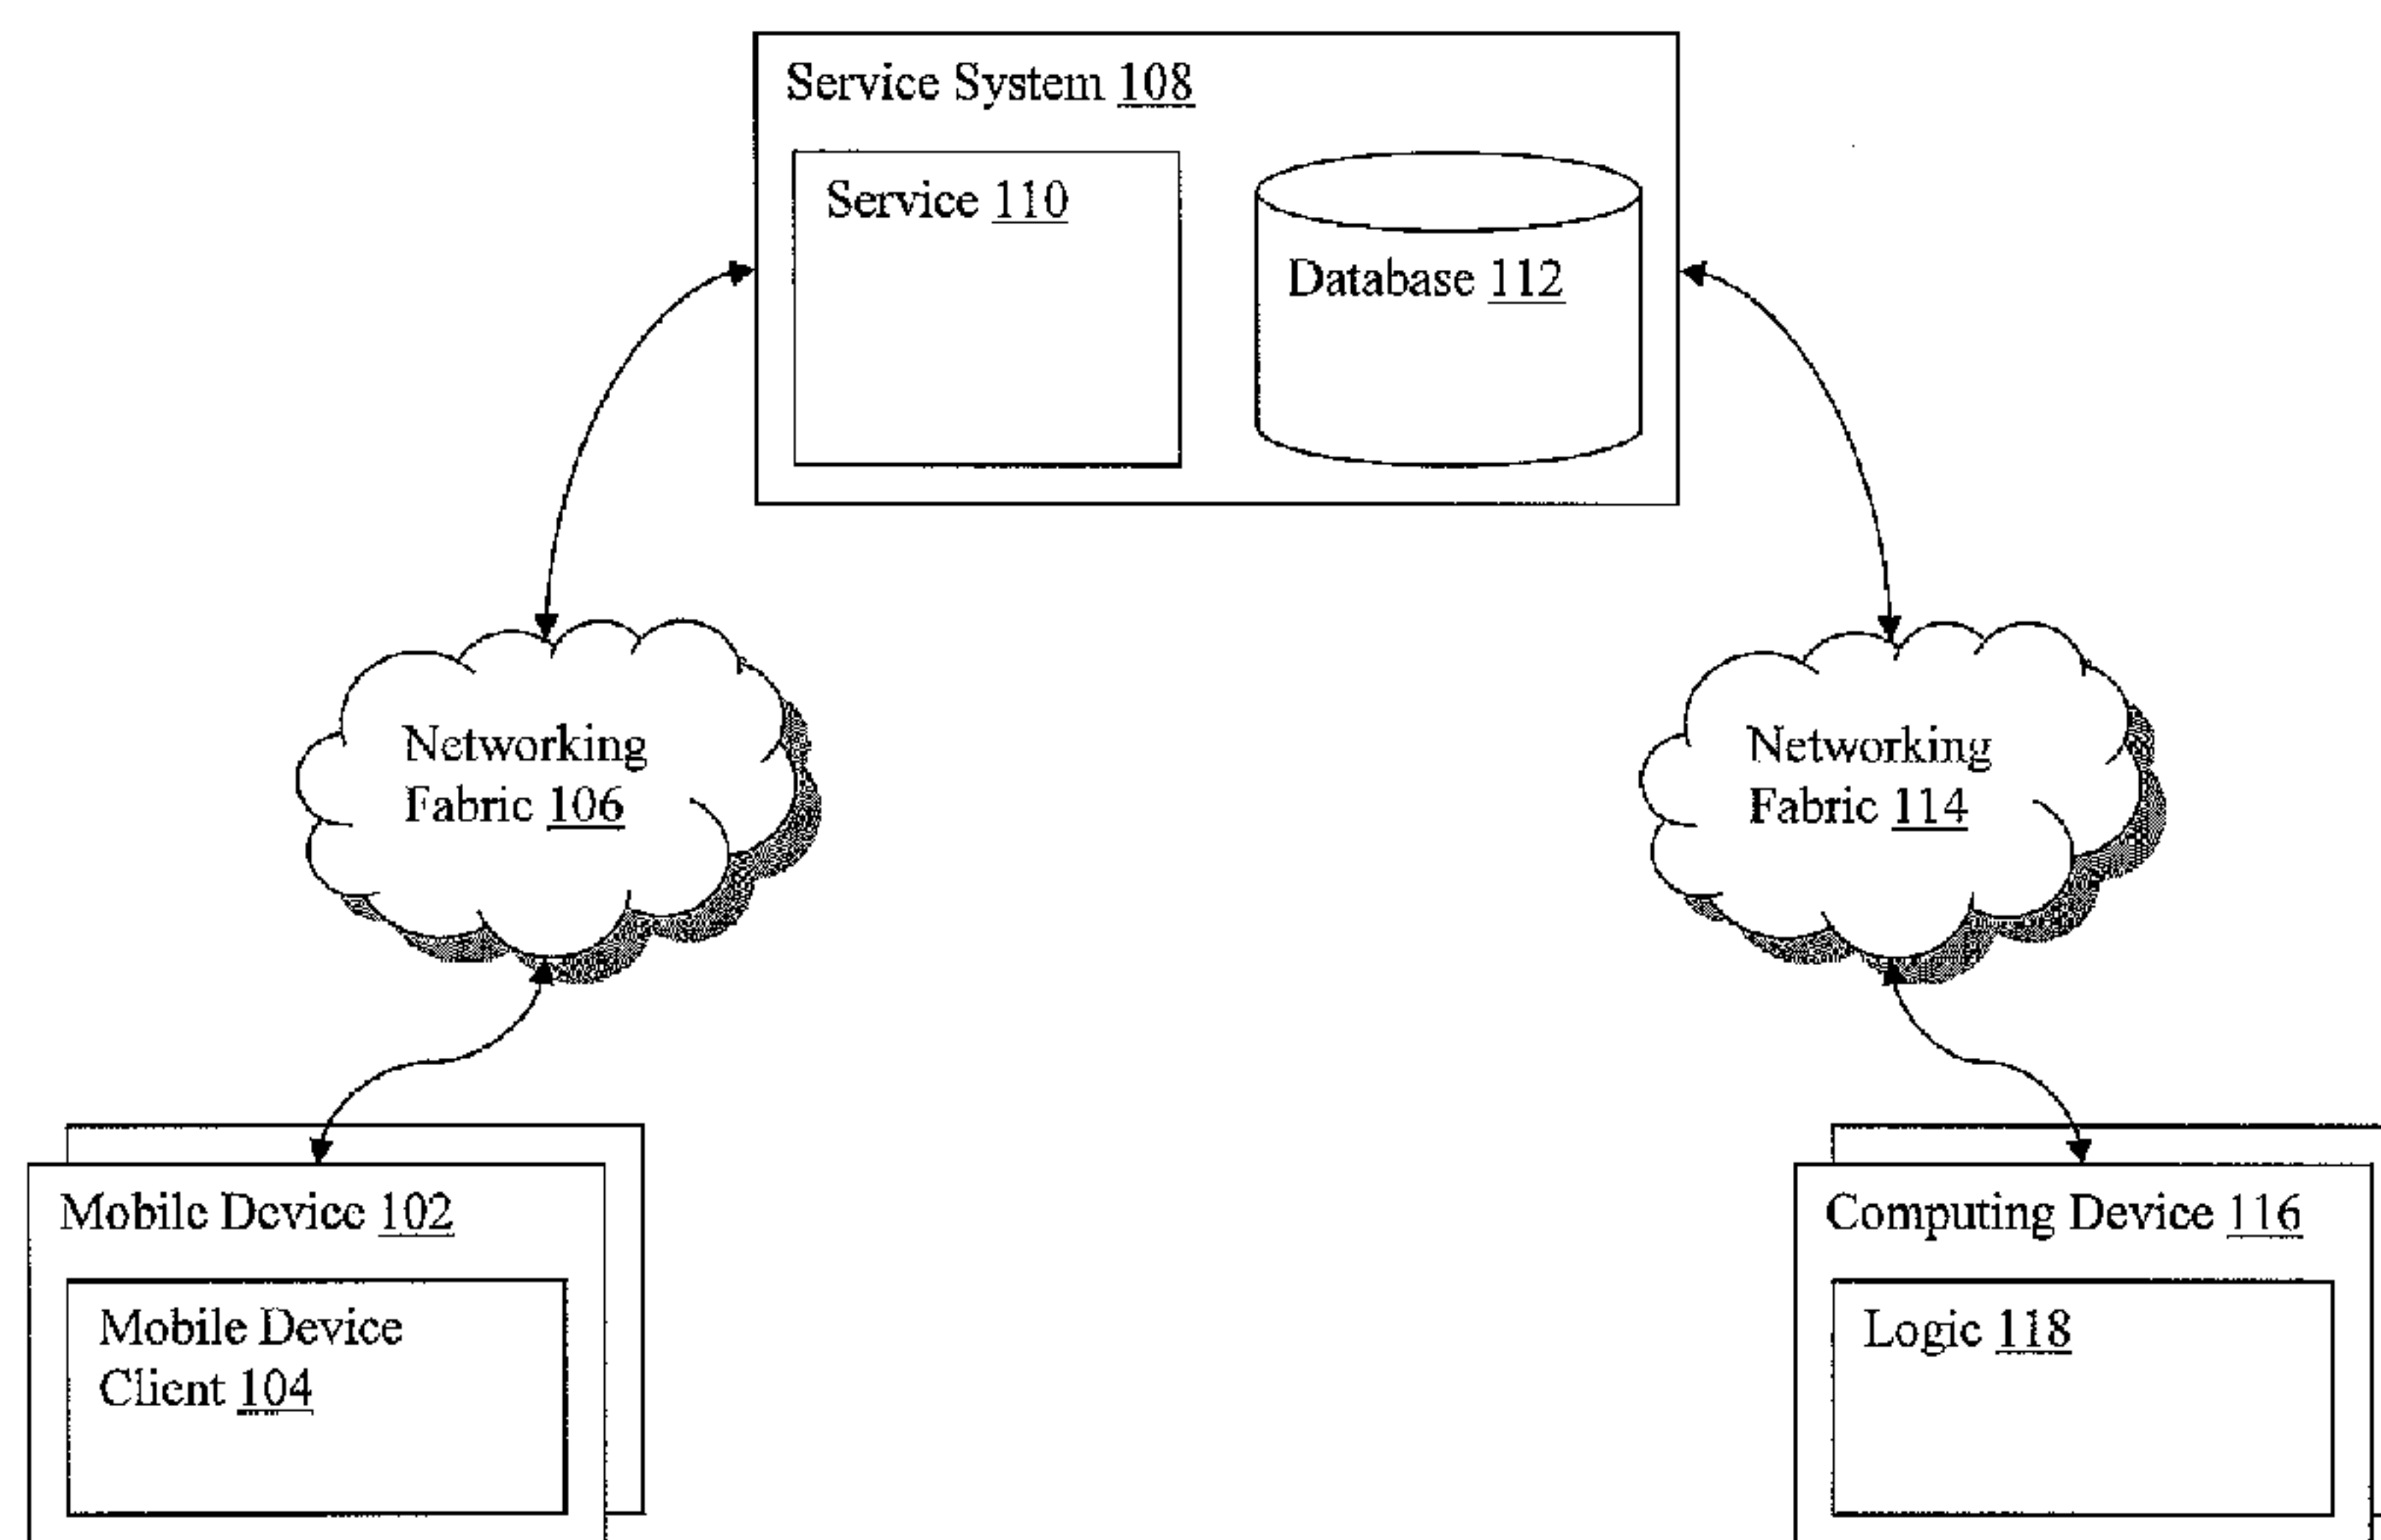 Service System 108
Service 110
Database 112
Networking
Fabric 106
Networking
Fabric 114
Mobile Device 102
Mobile Device
Client 104
Computing Device 116
Logic 118